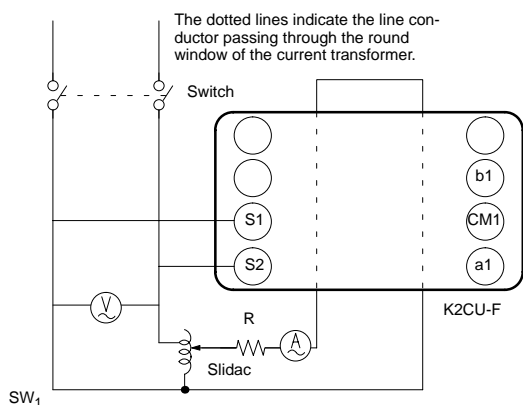 The dotted lines indicate the line con-
ductor passing through the round
window of the current transformer.
Switch
b1
S1
CM1
S2
a1
K2CU-F
V
R
A
Slidac
SW1